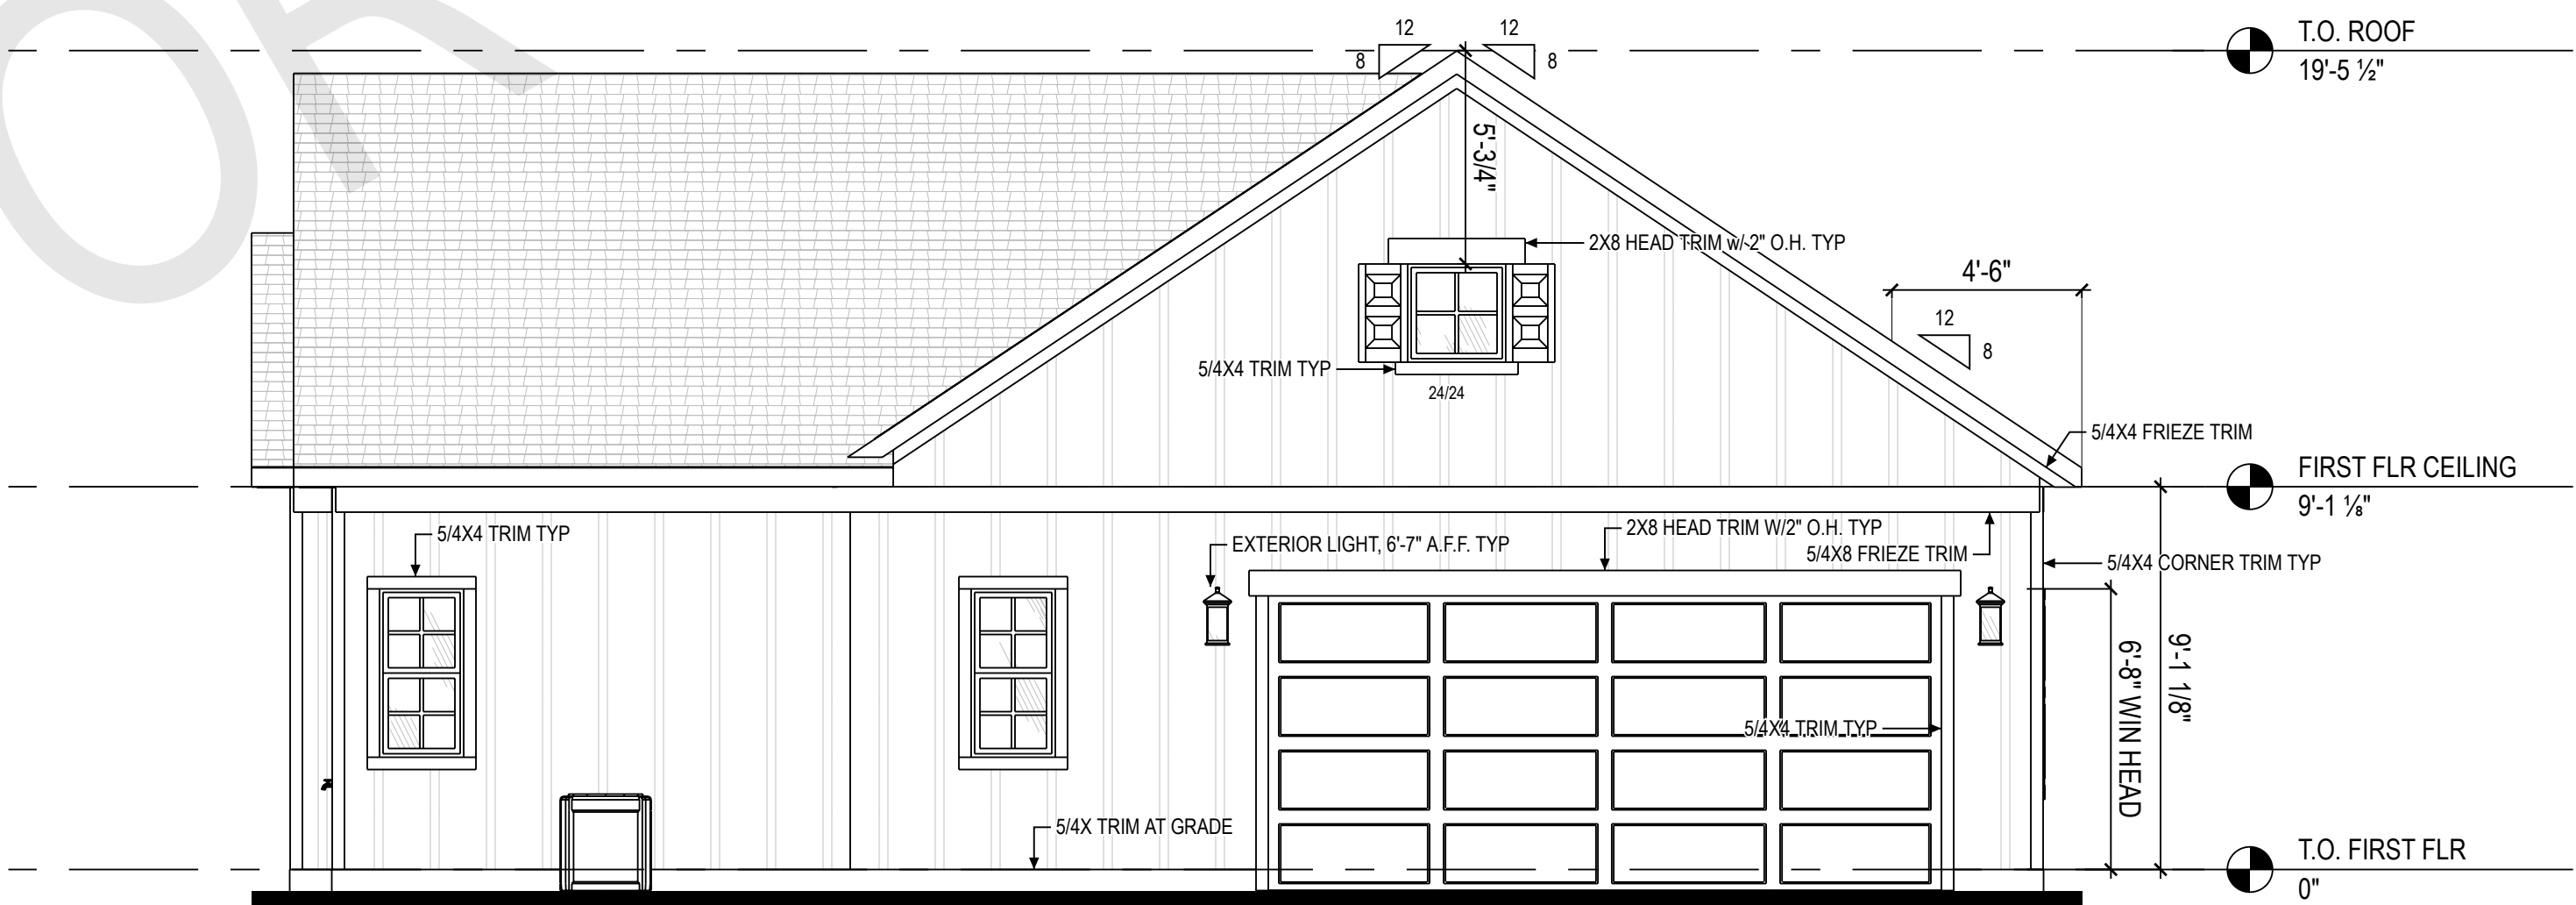 OR
12
12
8
8
T.O. ROOF
19'-5 ½"
5'-3/4"
2X8 HEAD TRIM w/ 2" O.H. TYP
4'-6"
12
8
5/4X4 TRIM TYP
24/24
5/4X4 FRIEZE TRIM
FIRST FLR CEILING
9'-1 ⅛"
5/4X4 TRIM TYP
EXTERIOR LIGHT, 6'-7" A.F.F. TYP
2X8 HEAD TRIM W/2" O.H. TYP
5/4X8 FRIEZE TRIM
5/4X4 CORNER TRIM TYP
6'-8" WIN HEAD
9'-1 1/8"
5/4X4 TRIM TYP
5/4X TRIM AT GRADE
T.O. FIRST FLR
0"